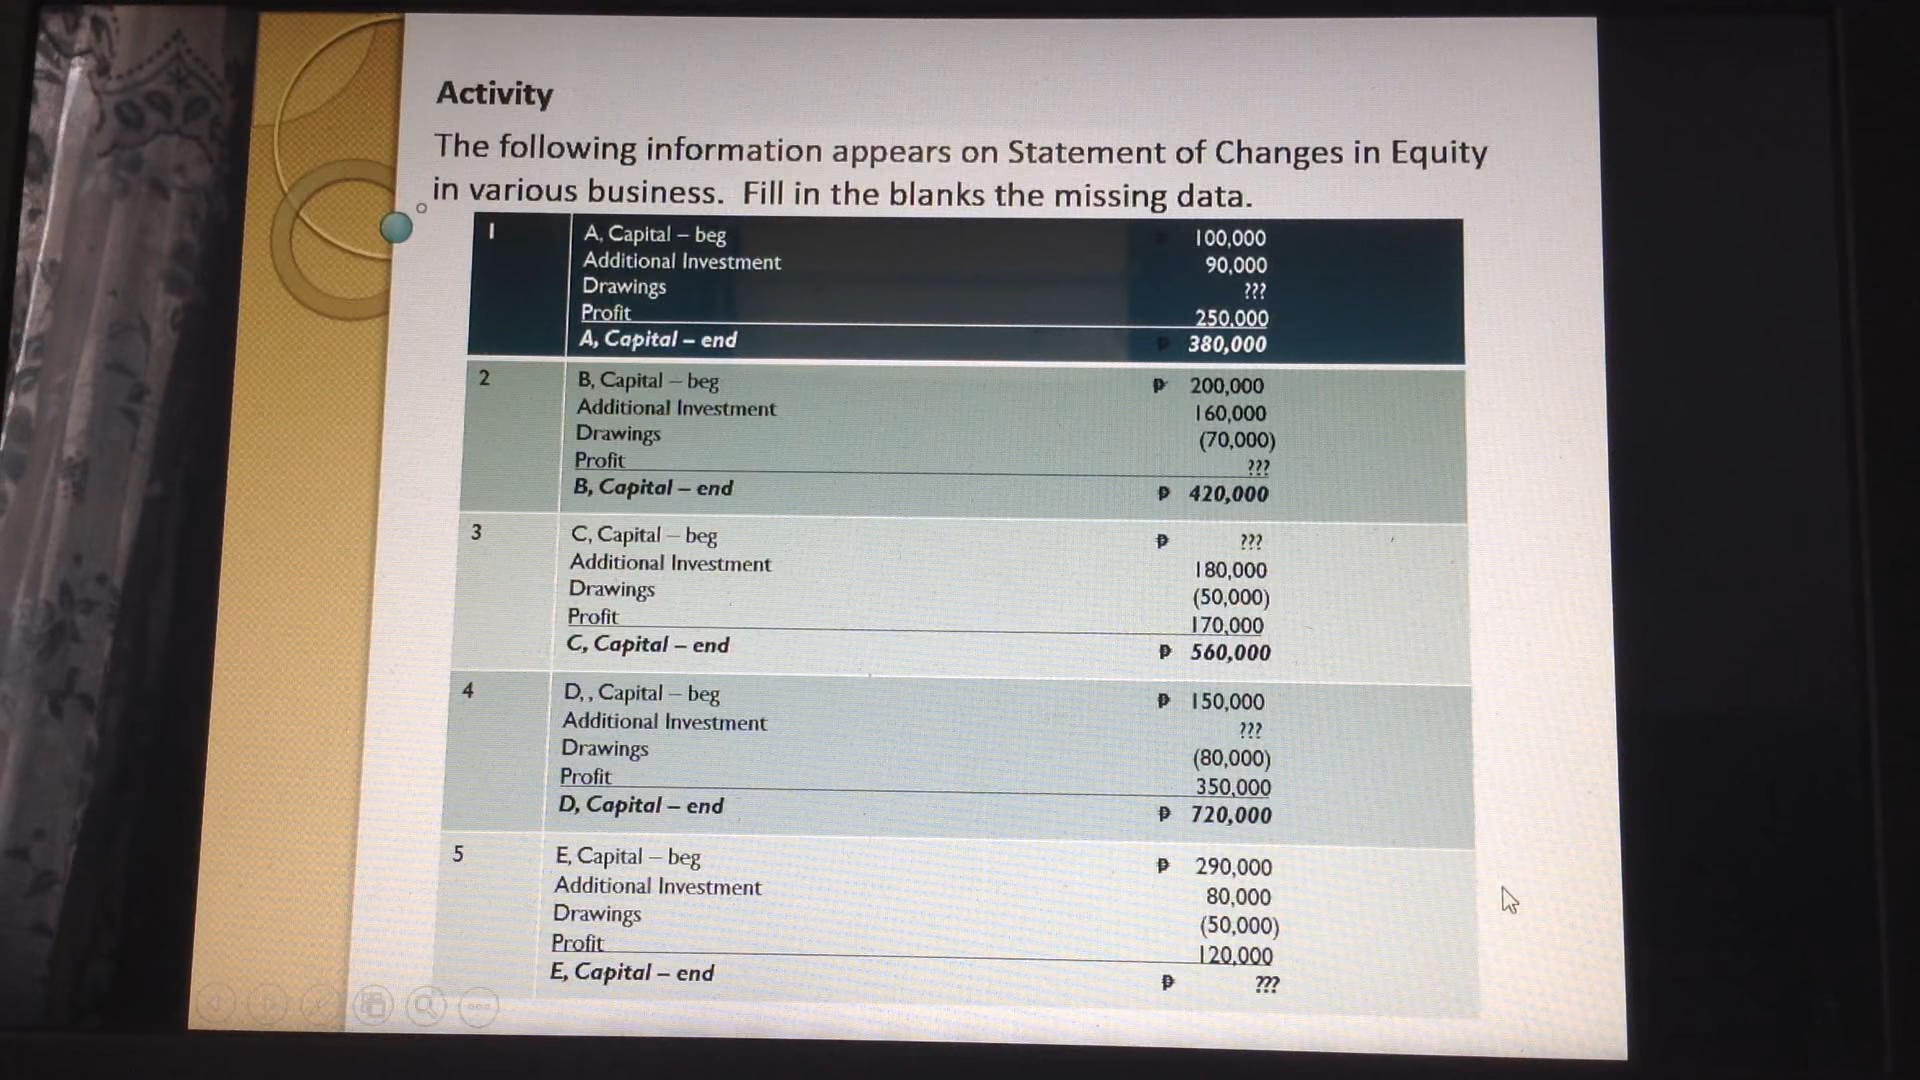 Activity
The following information appears on Statement of Changes in Equity
in various business. Fill in the blanks the missing data.
1 A, Capital – beg 100,000
Additional Investment 90,000
Drawings ???
Profit 250,000
A, Capital – end ₱ 380,000
2 B, Capital – beg ₱ 200,000
Additional Investment 160,000
Drawings (70,000)
Profit ???
B, Capital – end ₱ 420,000
3 C, Capital – beg ₱ ???
Additional Investment 180,000
Drawings (50,000)
Profit 170,000
C, Capital – end ₱ 560,000
4 D,, Capital – beg ₱ 150,000
Additional Investment ???
Drawings (80,000)
Profit 350,000
D, Capital – end ₱ 720,000
5 E, Capital – beg ₱ 290,000
Additional Investment 80,000
Drawings (50,000)
Profit 120,000
E, Capital – end ₱ ???